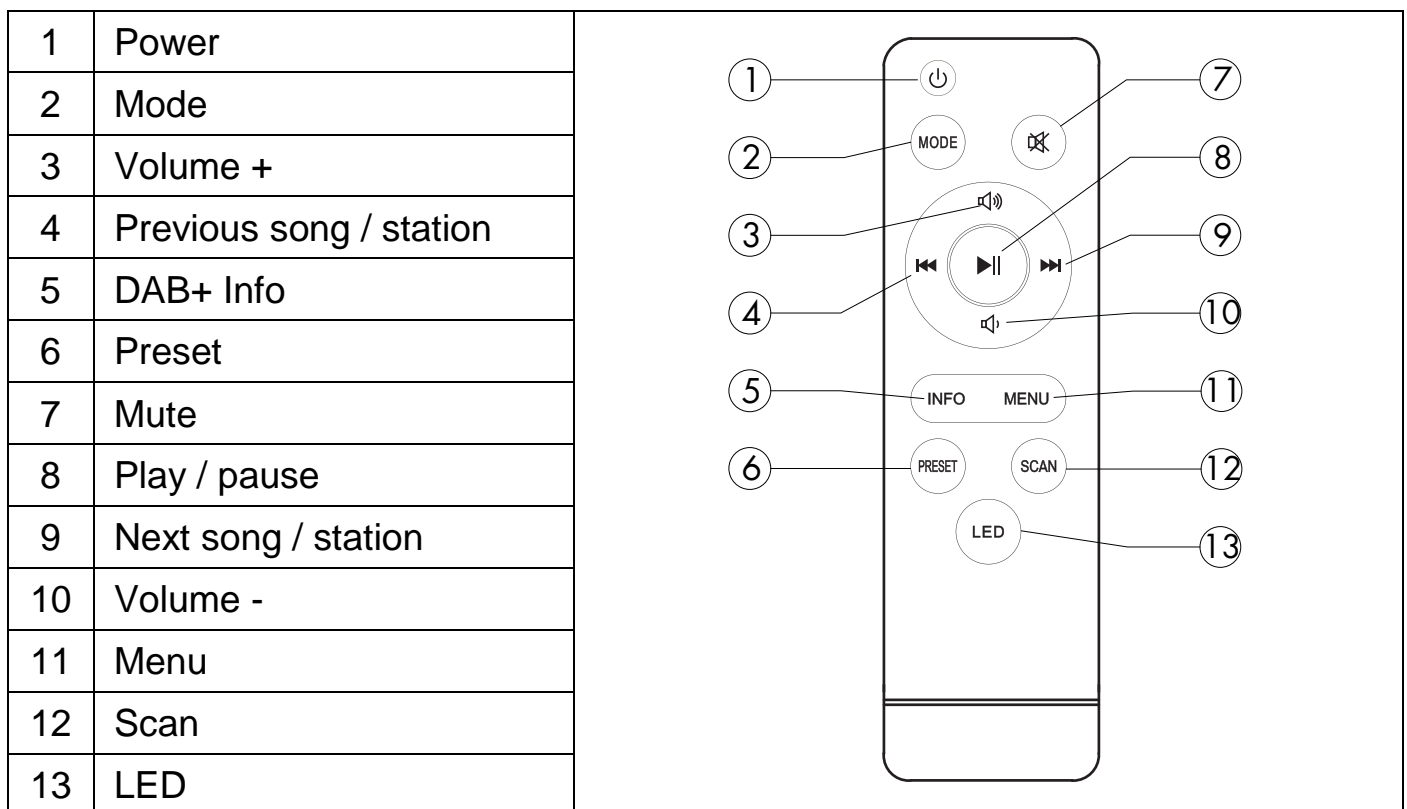 1 Power
2 Mode
3 Volume +
4 Previous song / station
5 DAB+ Info
6 Preset
7 Mute
8 Play / pause
9 Next song / station
10 Volume -
11 Menu
12 Scan
13 LED
1 7
MODE
2 8
3 9
4 10
5 INFO MENU 11
6 PRESET SCAN 12
LED 13